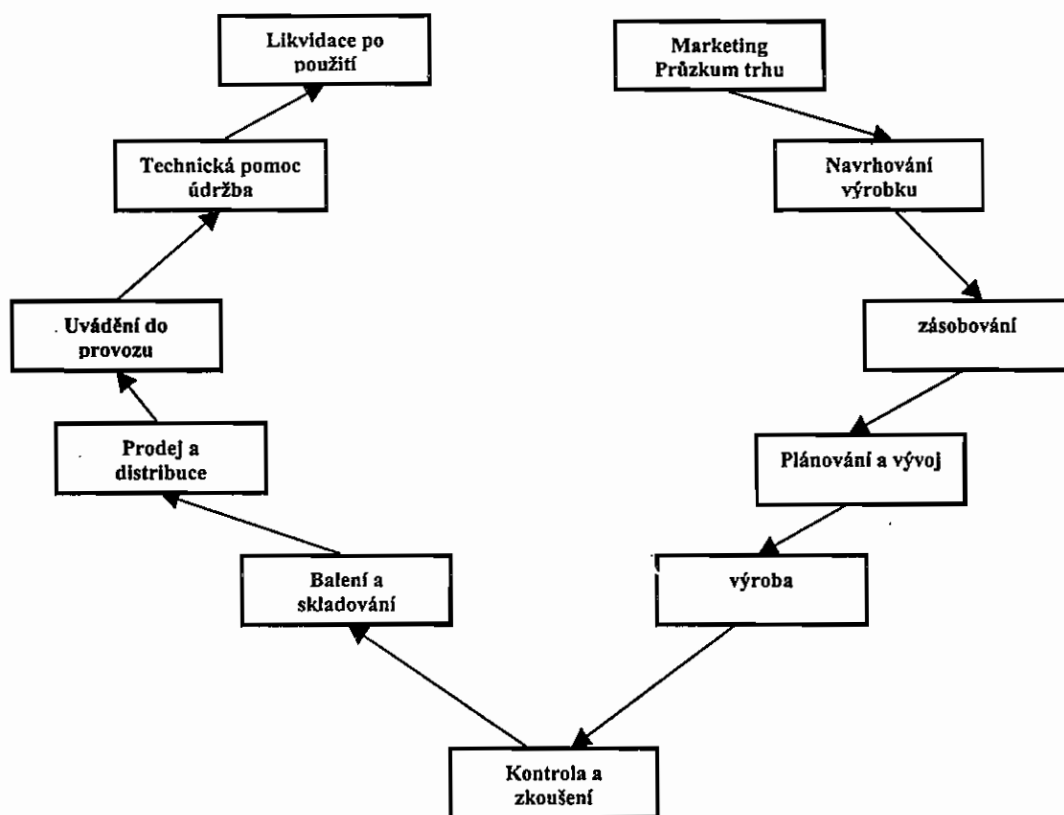 Likvidace po
použití
Marketing
Průzkum trhu
Technická pomoc
údržba
Navrhování
výrobku
Uvádění do
provozu
zásobování
Prodej a
distribuce
Plánování a vývoj
Balení a
skladování
výroba
Kontrola a
zkoušení